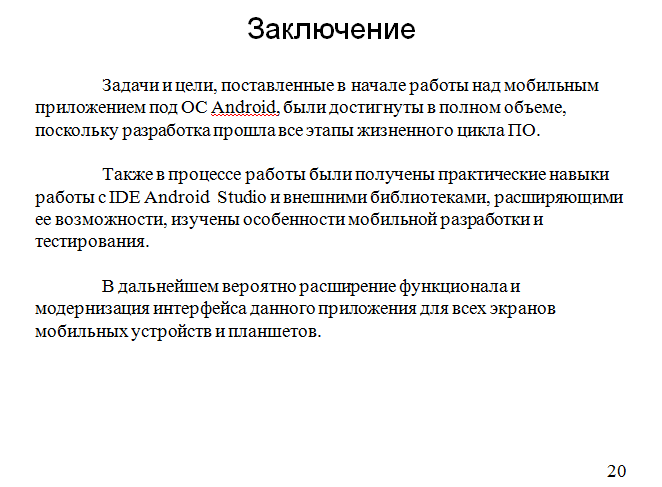 Заключение
Задачи и цели, поставленные в начале работы над мобильным
приложением под ОС Android, были достигнуты в полном объеме,
поскольку разработка прошла все этапы жизненного цикла ПО.
Также в процессе работы были получены практические навыки
работы с IDE Android Studio и внешними библиотеками, расширяющими
ее возможности, изучены особенности мобильной разработки и
тестирования.
В дальнейшем вероятно расширение функционала и
модернизация интерфейса данного приложения для всех экранов
мобильных устройств и планшетов.
20